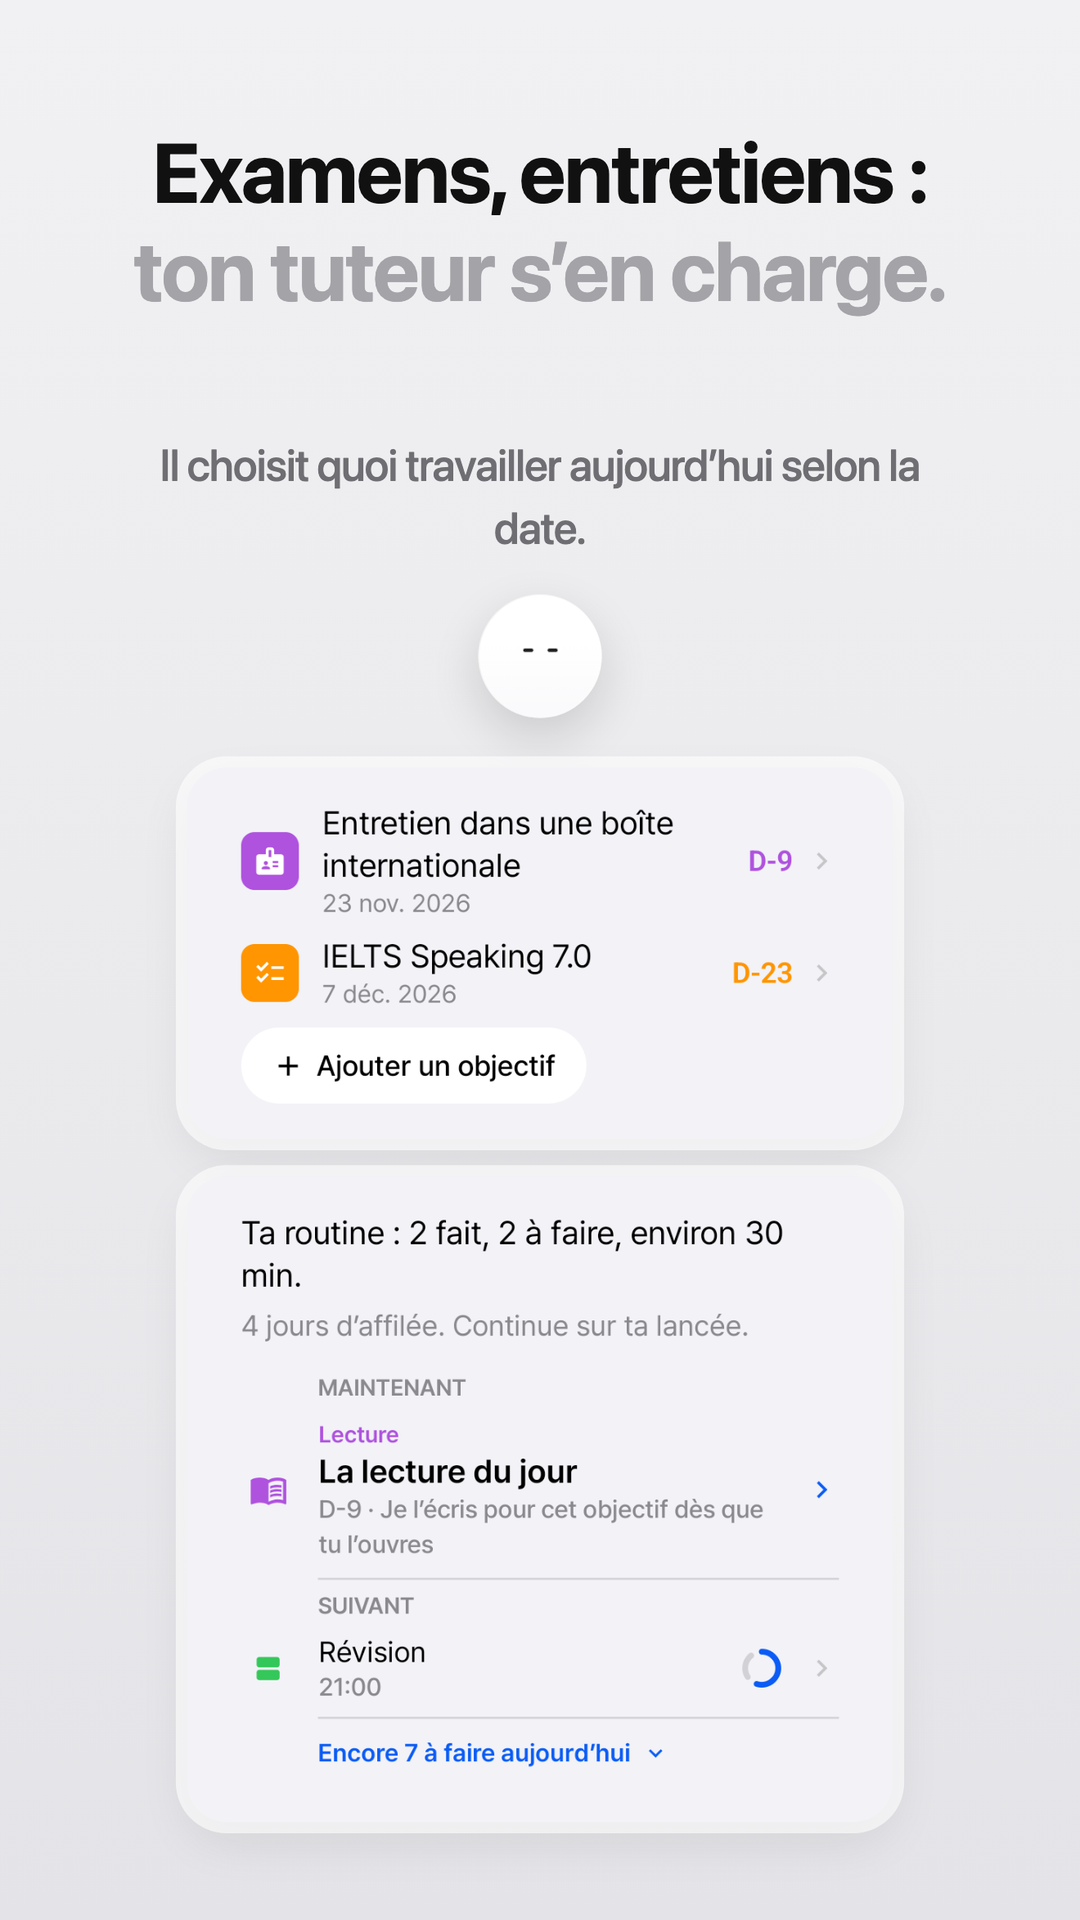 Examens, entretiens :
ton tuteur s’en charge.
Il choisit quoi travailler aujourd’hui selon la
date.
Entretien dans une boîte
internationale
23 nov. 2026
D-9
IELTS Speaking 7.0
7 déc. 2026
D-23
+ Ajouter un objectif
Ta routine : 2 fait, 2 à faire, environ 30
min.
4 jours d’affilée. Continue sur ta lancée.
MAINTENANT
Lecture
La lecture du jour
D-9 · Je l’écris pour cet objectif dès que
tu l’ouvres
SUIVANT
Révision
21:00
Encore 7 à faire aujourd’hui